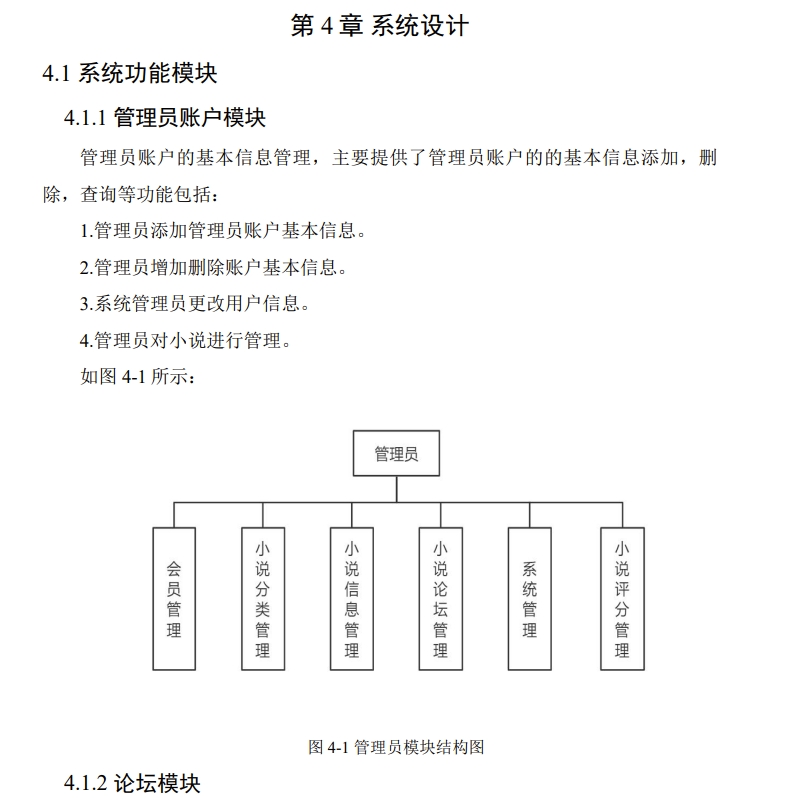 第 4 章 系统设计
4.1 系统功能模块
4.1.1 管理员账户模块
管理员账户的基本信息管理，主要提供了管理员账户的的基本信息添加，删
除，查询等功能包括：
1.管理员添加管理员账户基本信息。
2.管理员增加删除账户基本信息。
3.系统管理员更改用户信息。
4.管理员对小说进行管理。
如图 4-1 所示：
管理员
会员管理
小说分类管理
小说信息管理
小说论坛管理
系统管理
小说评分管理
图 4-1 管理员模块结构图
4.1.2 论坛模块